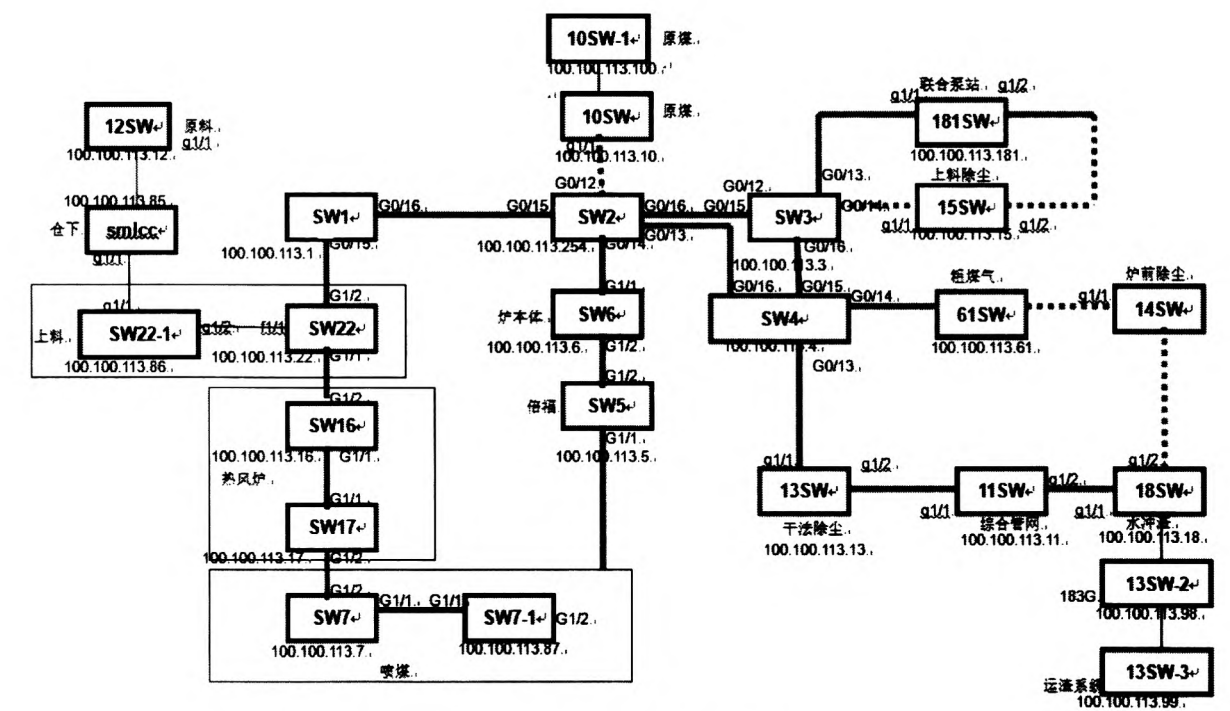 10SW-1 原煤
100.100.113.100
12SW 原料
g1/1
100.100.113.12
10SW 原煤
g1/1
100.100.113.10
联合泵站
g1/1 g1/2
181SW
100.100.113.181
100.100.113.85
仓下 smlcc
g1/1
SW1 G0/16
G0/15
100.100.113.1
G0/12
G0/15 SW2 G0/16
G0/13
100.100.113.254 G0/14
G0/12
G0/15 SW3 G0/13
G0/14
G0/16
100.100.113.3
上料除尘
g1/1 15SW g1/2
100.100.113.15
上料
g1/1
SW22-1 g1/2
100.100.113.86
G1/2
f1/1 SW22
100.100.113.22 G1/1
G1/1
炉本体 SW6
100.100.113.6 G1/2
G0/16 G0/15
SW4 G0/14
G0/13
粗煤气
61SW
100.100.113.61
炉前除尘
g1/1 14SW
G1/2
SW16
100.100.113.16 G1/1
热风炉
G1/1
SW17
100.100.113.17 G1/2
G1/2
倍福 SW5
G1/1
100.100.113.5
g1/1 g1/2
13SW
干法除尘
100.100.113.13
11SW g1/2
g1/1 综合管网
100.100.113.11
g1/2
g1/1 18SW
水冲渣
100.100.113.18
G1/2
SW7 G1/1
100.100.113.7
G1/1 SW7-1 G1/2
100.100.113.87
喷煤
183G 13SW-2
100.100.113.98
13SW-3
运渣系统
100.100.113.99